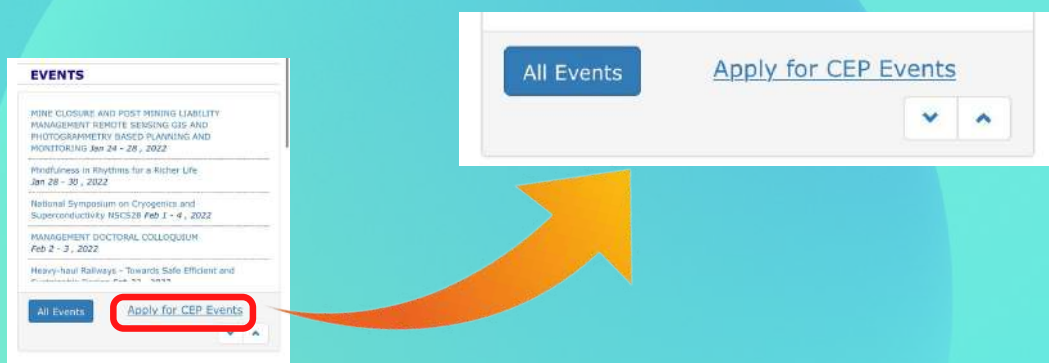 EVENTS
MINE CLOSURE AND POST MINING LIABILITY
MANAGEMENT REMOTE SENSING GIS AND
PHOTOGRAMMETRY BASED PLANNING AND
MONITORING Jan 24 - 28 , 2022
Mindfulness in Rhythms for a Richer Life
Jan 28 - 30 , 2022
National Symposium on Cryogenics and
Superconductivity NSCS28 Feb 1 - 4 , 2022
MANAGEMENT DOCTORAL COLLOQUIUM
Feb 2 - 3 , 2022
Heavy-haul Railways - Towards Safe Efficient and
All Events
Apply for CEP Events
All Events
Apply for CEP Events